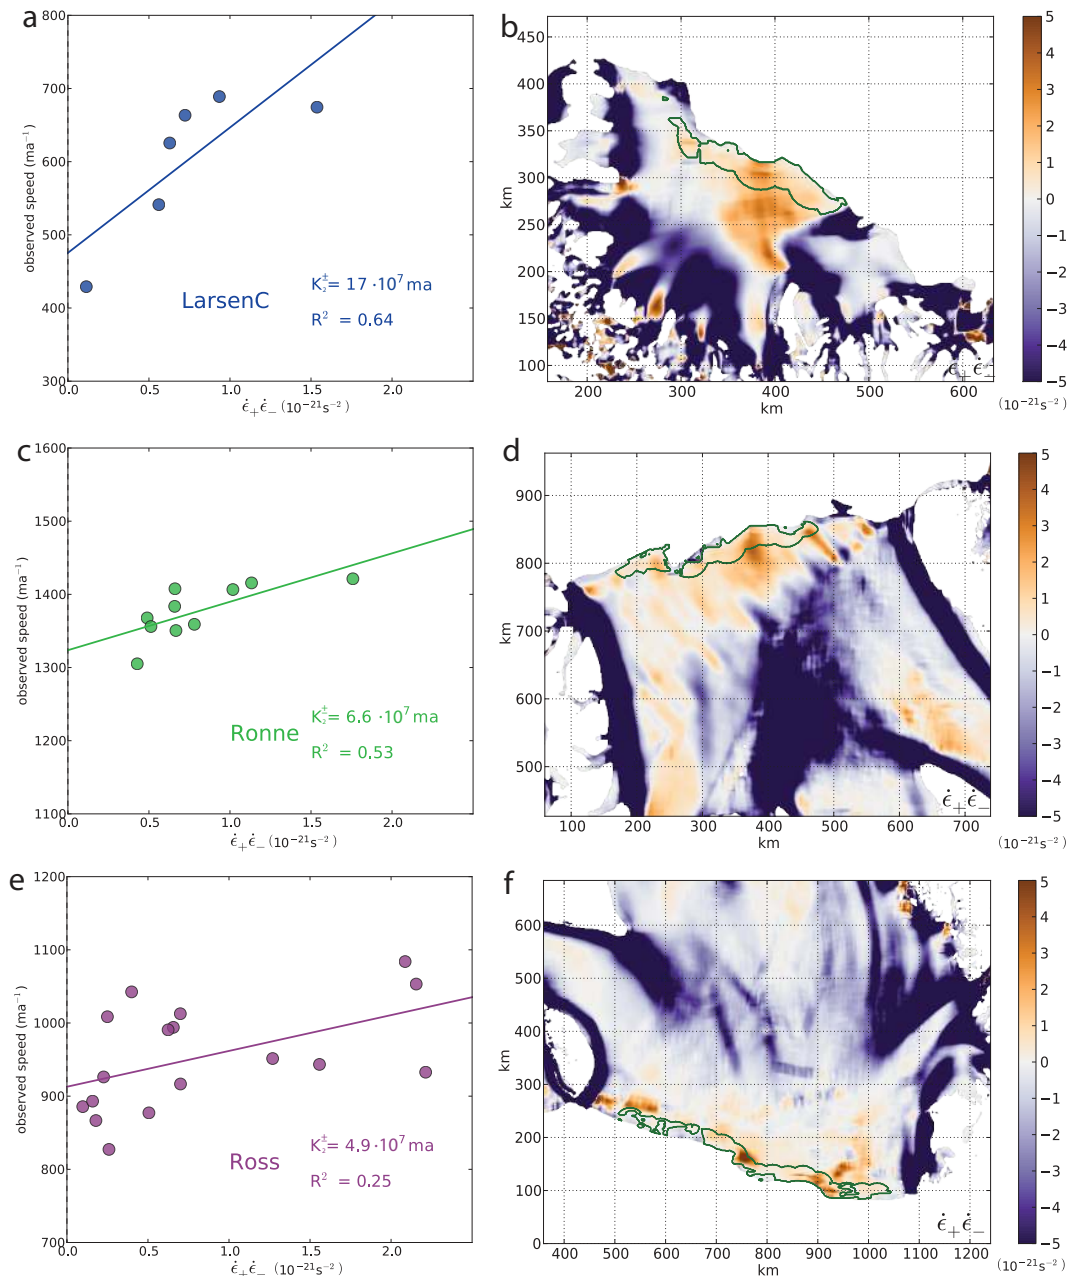 a
800
700
600
500
400
300
observed speed (ma⁻¹)
LarsenC
K₂± = 17 ·10⁷ ma
R² = 0.64
0.0 0.5 1.0 1.5 2.0
ε̇₊ε̇₋ (10⁻²¹s⁻²)
b
450
400
350
300
250
200
150
100
km
200 300 400 500 600
km
ε̇₊ε̇₋
5
4
3
2
1
0
−1
−2
−3
−4
−5
(10⁻²¹s⁻²)
c
1600
1500
1400
1300
1200
1100
observed speed (ma⁻¹)
Ronne
K₂± = 6.6 ·10⁷ ma
R² = 0.53
0.0 0.5 1.0 1.5 2.0
ε̇₊ε̇₋ (10⁻²¹s⁻²)
d
900
800
700
600
500
km
100 200 300 400 500 600 700
km
ε̇₊ε̇₋
5
4
3
2
1
0
−1
−2
−3
−4
−5
(10⁻²¹s⁻²)
e
1200
1100
1000
900
800
700
observed speed (ma⁻¹)
Ross
K₂± = 4.9 ·10⁷ ma
R² = 0.25
0.0 0.5 1.0 1.5 2.0
ε̇₊ε̇₋ (10⁻²¹s⁻²)
f
600
500
400
300
200
100
0
km
400 500 600 700 800 900 1000 1100 1200
km
ε̇₊ε̇₋
5
4
3
2
1
0
−1
−2
−3
−4
−5
(10⁻²¹s⁻²)